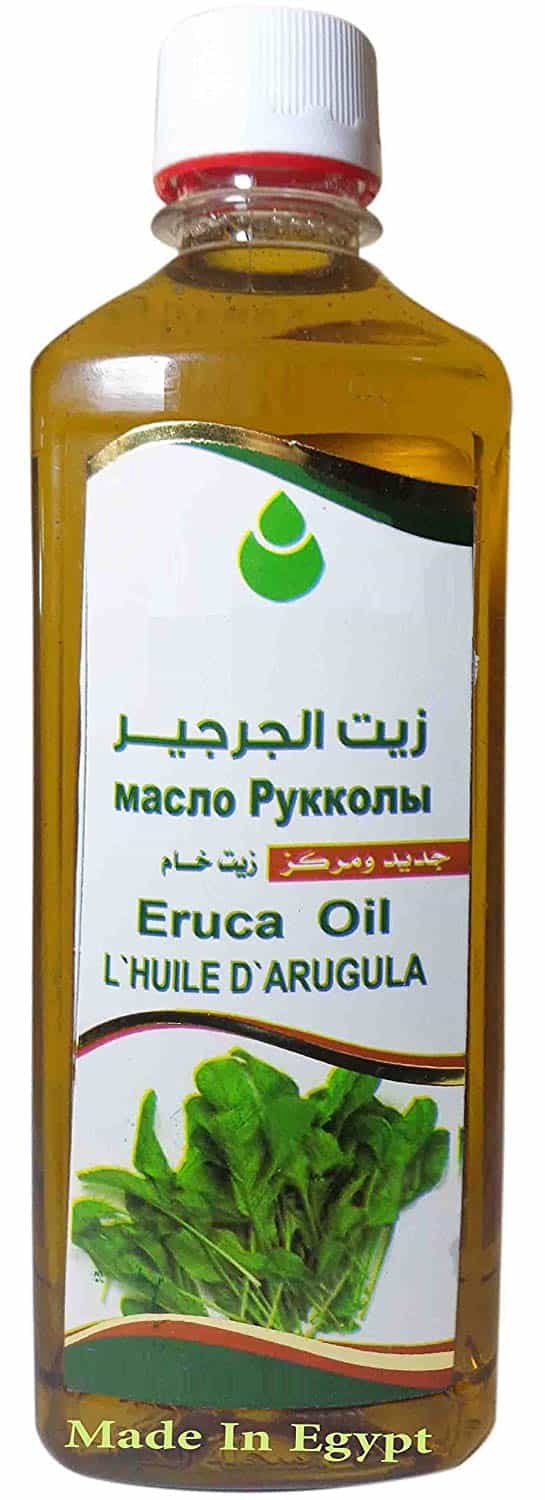 زيت الجرجير
масло Рукколы
جديد ومركز زيت خام
Eruca Oil
L`HUILE D`ARUGULA
Made In Egypt